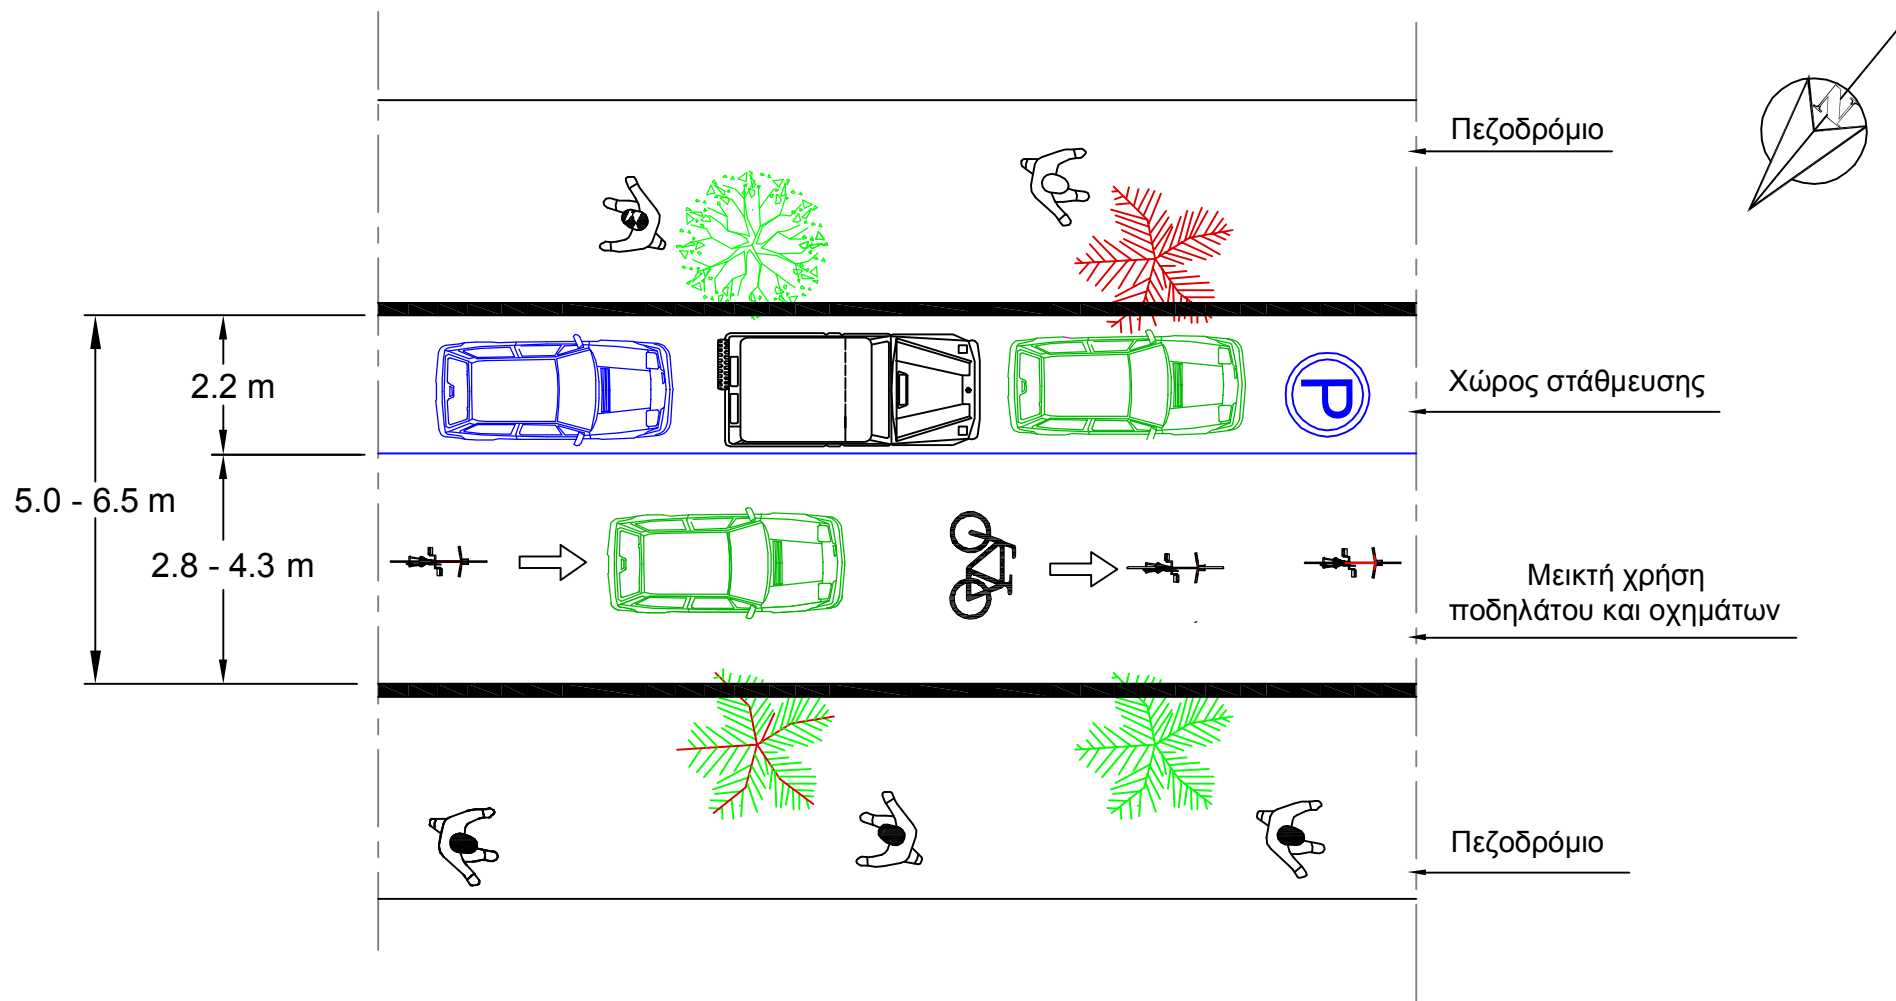 Πεζοδρόμιο
N
2.2 m
Χώρος στάθμευσης
P
5.0 - 6.5 m
2.8 - 4.3 m
Μεικτή χρήση
ποδηλάτου και οχημάτων
Πεζοδρόμιο